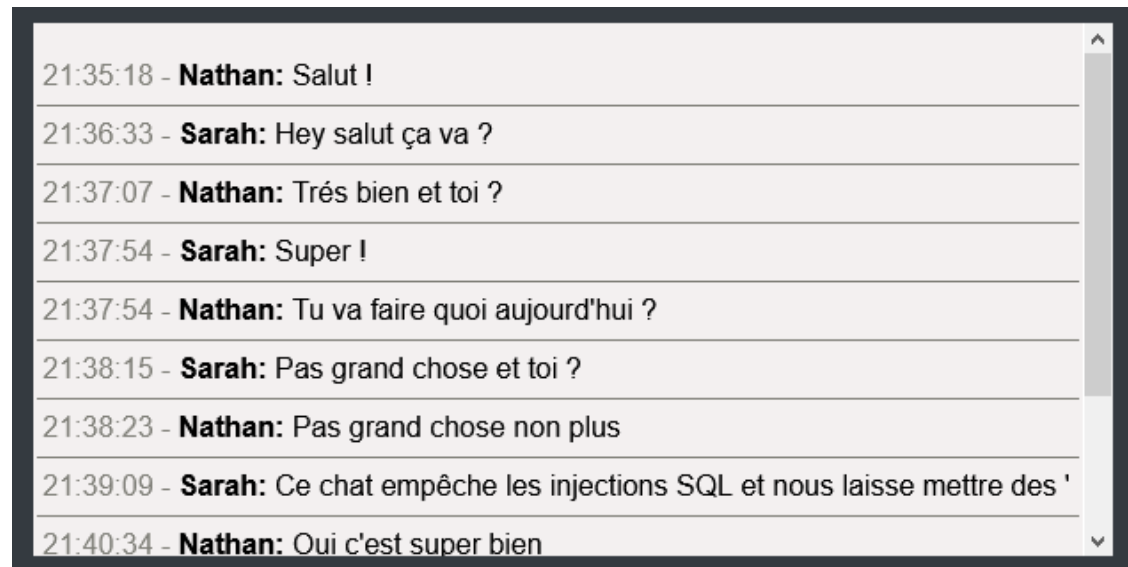 21:35:18 - Nathan: Salut !
21:36:33 - Sarah: Hey salut ça va ?
21:37:07 - Nathan: Trés bien et toi ?
21:37:54 - Sarah: Super !
21:37:54 - Nathan: Tu va faire quoi aujourd'hui ?
21:38:15 - Sarah: Pas grand chose et toi ?
21:38:23 - Nathan: Pas grand chose non plus
21:39:09 - Sarah: Ce chat empêche les injections SQL et nous laisse mettre des '
21:40:34 - Nathan: Oui c'est super bien